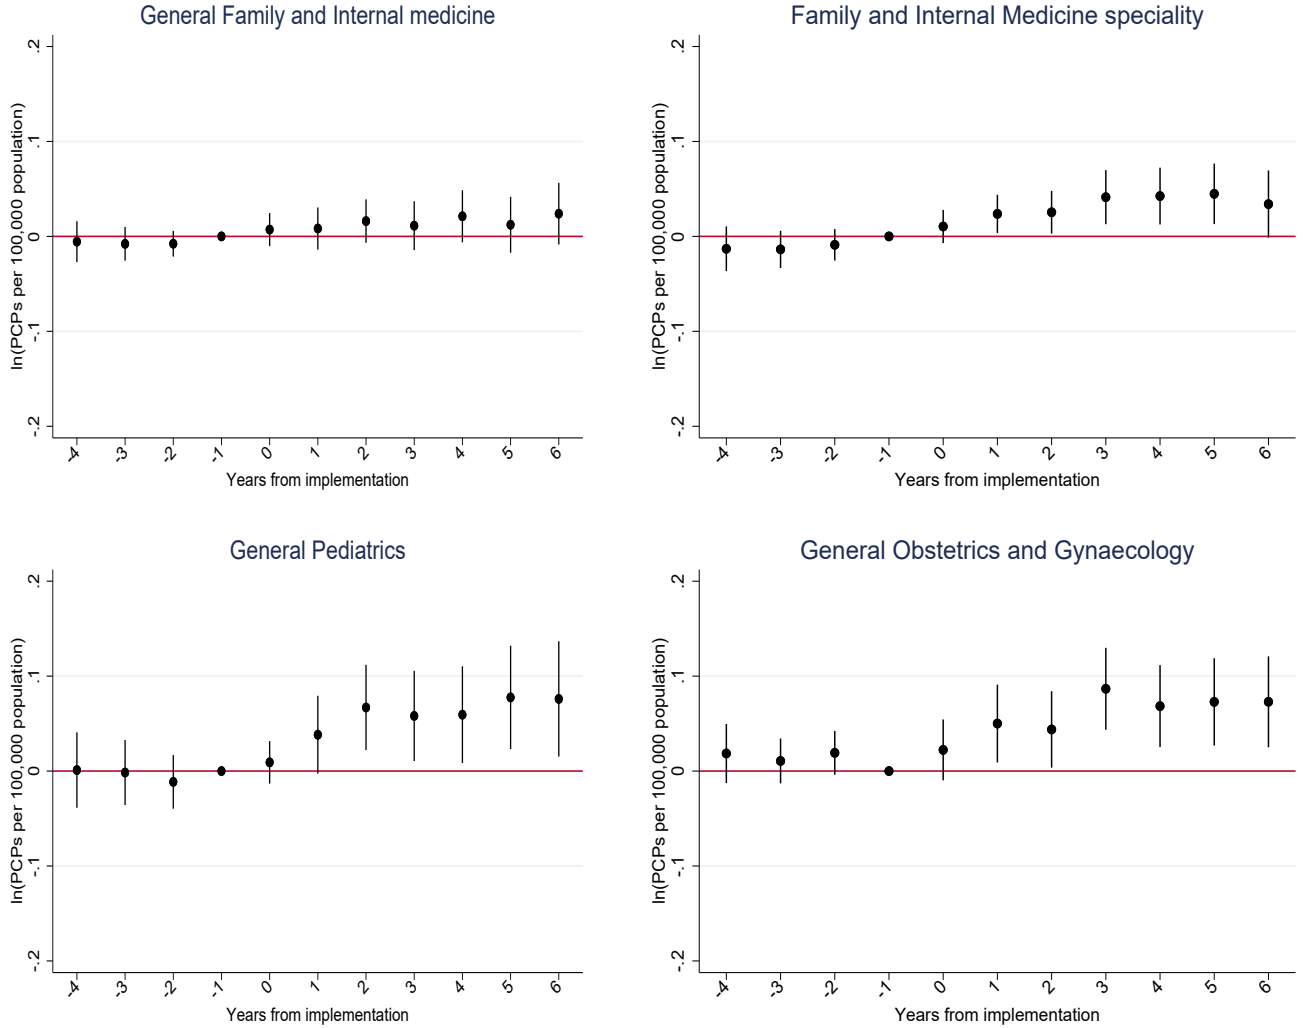 General Family and Internal medicine
ln(PCPs per 100,000 population)
.2
.1
0
-.1
-.2
-4 -3 -2 -1 0 1 2 3 4 5 6
Years from implementation
Family and Internal Medicine speciality
ln(PCPs per 100,000 population)
.2
.1
0
-.1
-.2
-4 -3 -2 -1 0 1 2 3 4 5 6
Years from implementation
General Pediatrics
ln(PCPs per 100,000 population)
.2
.1
0
-.1
-.2
-4 -3 -2 -1 0 1 2 3 4 5 6
Years from implementation
General Obstetrics and Gynaecology
ln(PCPs per 100,000 population)
.2
.1
0
-.1
-.2
-4 -3 -2 -1 0 1 2 3 4 5 6
Years from implementation